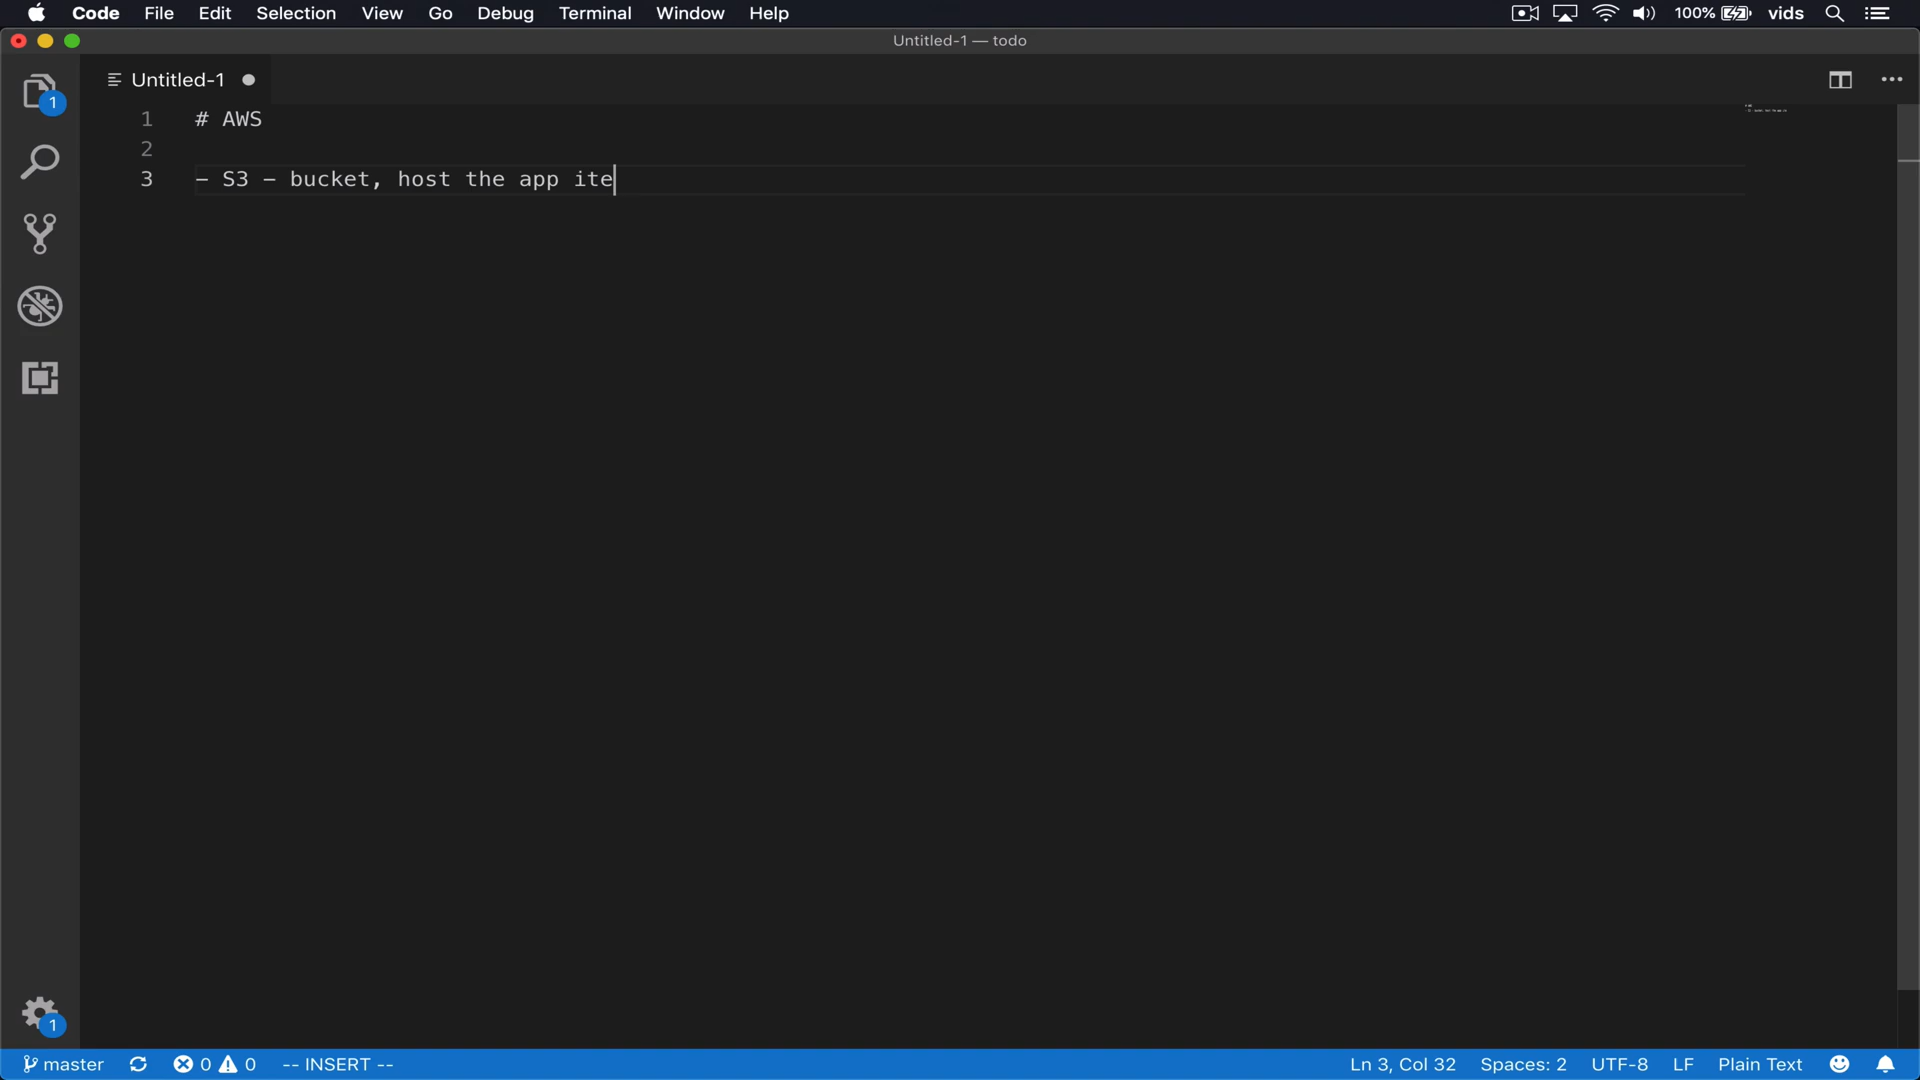 Code File Edit Selection View Go Debug Terminal Window Help 100% vids
Untitled-1 — todo
Untitled-1
1 # AWS
2
3 - S3 - bucket, host the app ite
1
1
master 0 0 -- INSERT -- Ln 3, Col 32 Spaces: 2 UTF-8 LF Plain Text